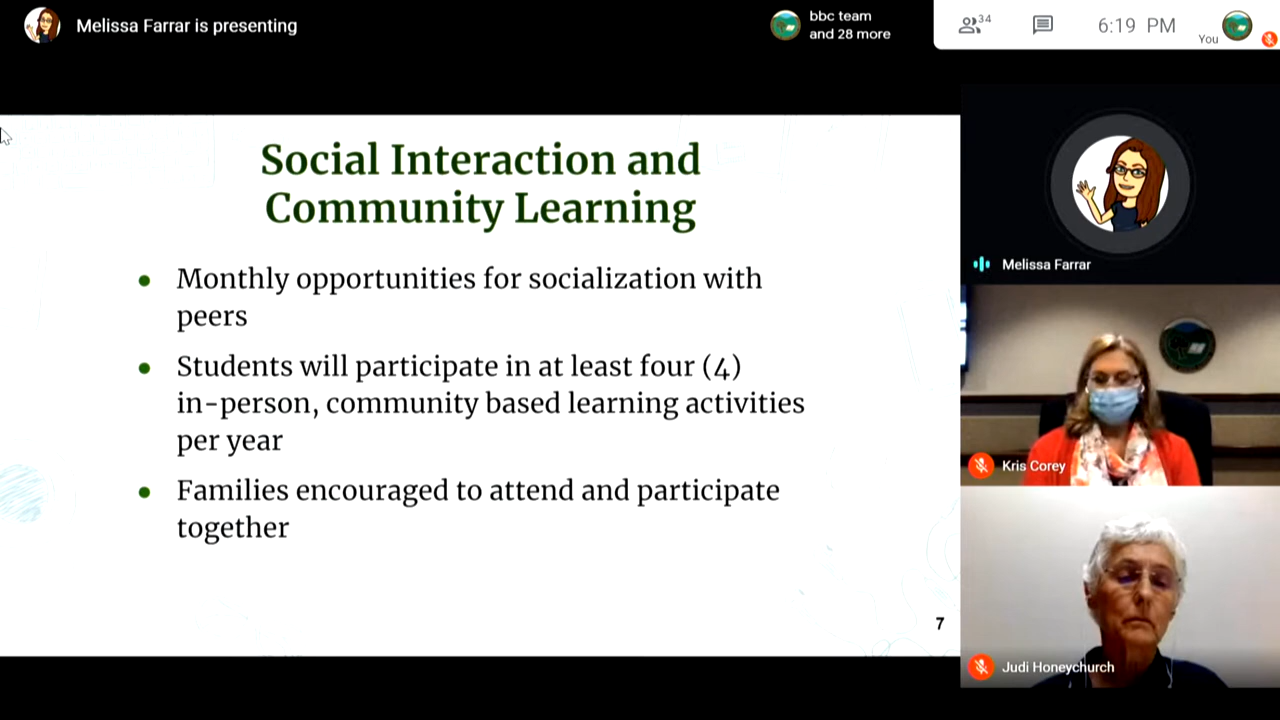 Melissa Farrar is presenting
bbc team
and 28 more
34
6:19 PM
You
Social Interaction and
Community Learning
● Monthly opportunities for socialization with
peers
● Students will participate in at least four (4)
in-person, community based learning activities
per year
● Families encouraged to attend and participate
together
7
Melissa Farrar
Kris Corey
Judi Honeychurch